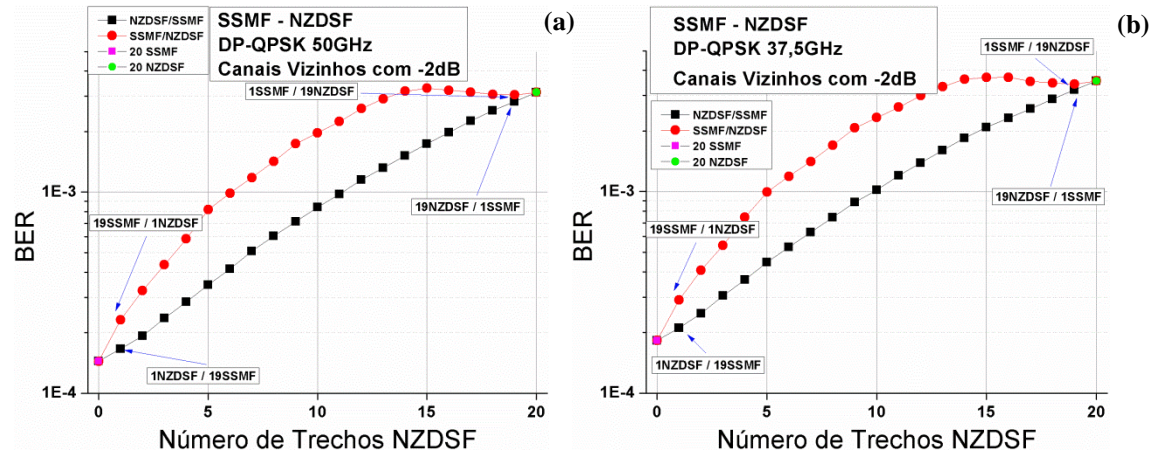 (a)
SSMF - NZDSF
DP-QPSK 50GHz
Canais Vizinhos com -2dB
NZDSF/SSMF
SSMF/NZDSF
20 SSMF
20 NZDSF
1SSMF / 19NZDSF
19NZDSF / 1SSMF
19SSMF / 1NZDSF
1NZDSF / 19SSMF
BER
1E-3
1E-4
0 5 10 15 20
Número de Trechos NZDSF
(b)
SSMF - NZDSF
DP-QPSK 37,5GHz
Canais Vizinhos com -2dB
NZDSF/SSMF
SSMF/NZDSF
20 SSMF
20 NZDSF
1SSMF / 19NZDSF
19NZDSF / 1SSMF
19SSMF / 1NZDSF
1NZDSF / 19SSMF
BER
1E-3
1E-4
0 5 10 15 20
Número de Trechos NZDSF